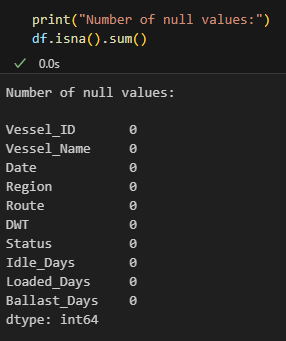 print("Number of null values:")
df.isna().sum()
0.0s
Number of null values:
Vessel_ID 0
Vessel_Name 0
Date 0
Region 0
Route 0
DWT 0
Status 0
Idle_Days 0
Loaded_Days 0
Ballast_Days 0
dtype: int64